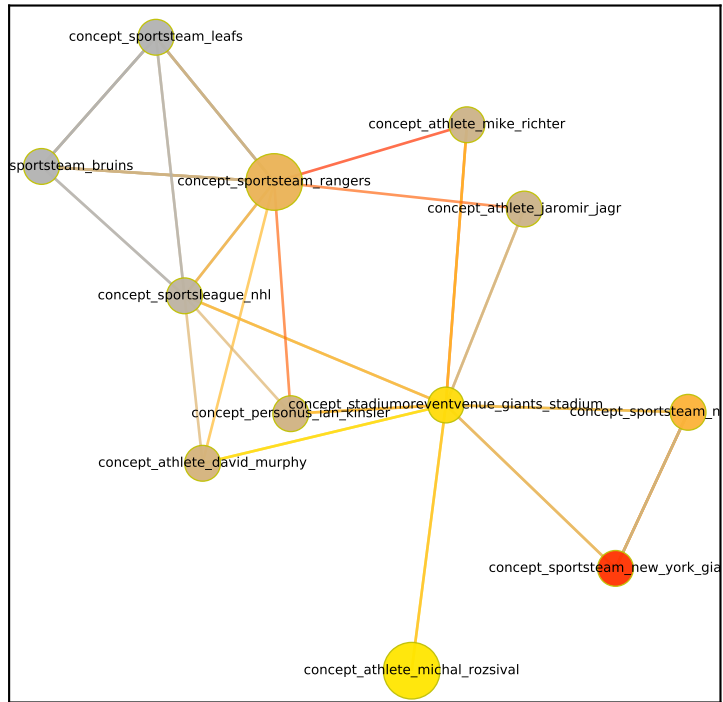 concept_sportsteam_leafs
concept_athlete_mike_richter
sportsteam_bruins
concept_sportsteam_rangers
concept_athlete_jaromir_jagr
concept_sportsleague_nhl
concept_stadiumoreventvenue_giants_stadium
concept_personus_ian_kinsler
concept_sportsteam_n
concept_athlete_david_murphy
concept_sportsteam_new_york_gia
concept_athlete_michal_rozsival